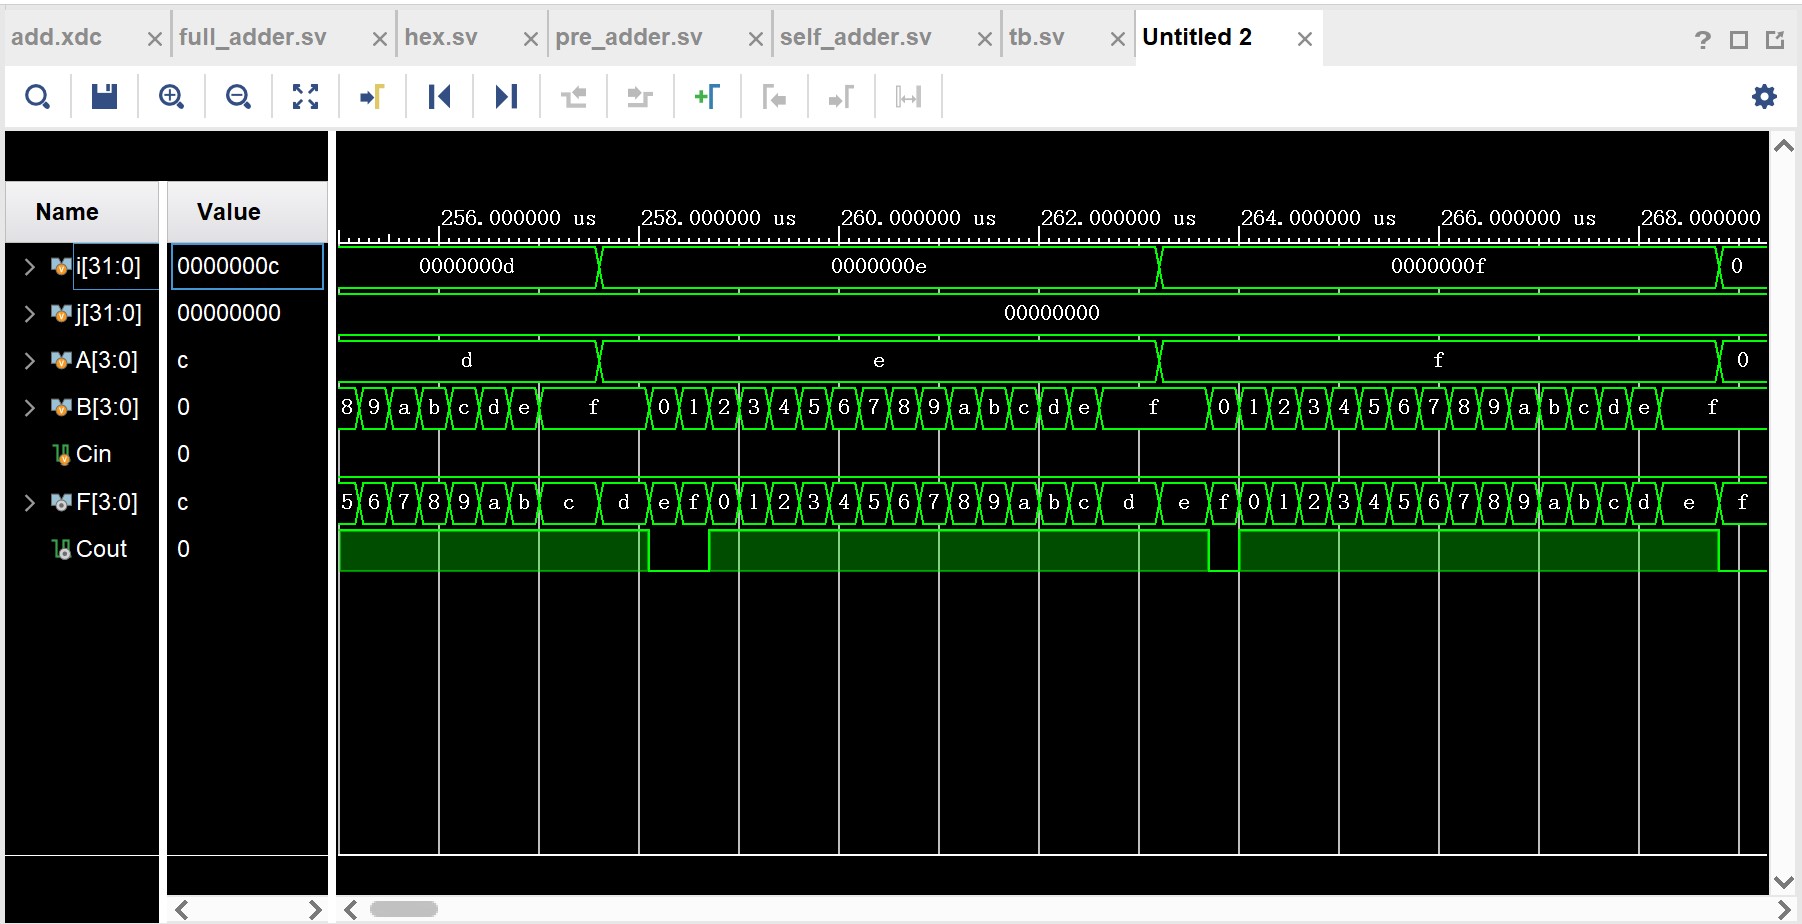 add.xdc full_adder.sv hex.sv pre_adder.sv self_adder.sv tb.sv Untitled 2
Name Value
256.000000 us 258.000000 us 260.000000 us 262.000000 us 264.000000 us 266.000000 us 268.000000
i[31:0] 0000000c 0000000d 0000000e 0000000f 0
j[31:0] 00000000 00000000
A[3:0] c d e f 0
B[3:0] 0 8 9 a b c d e f 0 1 2 3 4 5 6 7 8 9 a b c d e f 0 1 2 3 4 5 6 7 8 9 a b c d e f
Cin 0
F[3:0] c 5 6 7 8 9 a b c d e f 0 1 2 3 4 5 6 7 8 9 a b c d e f 0 1 2 3 4 5 6 7 8 9 a b c d e f
Cout 0